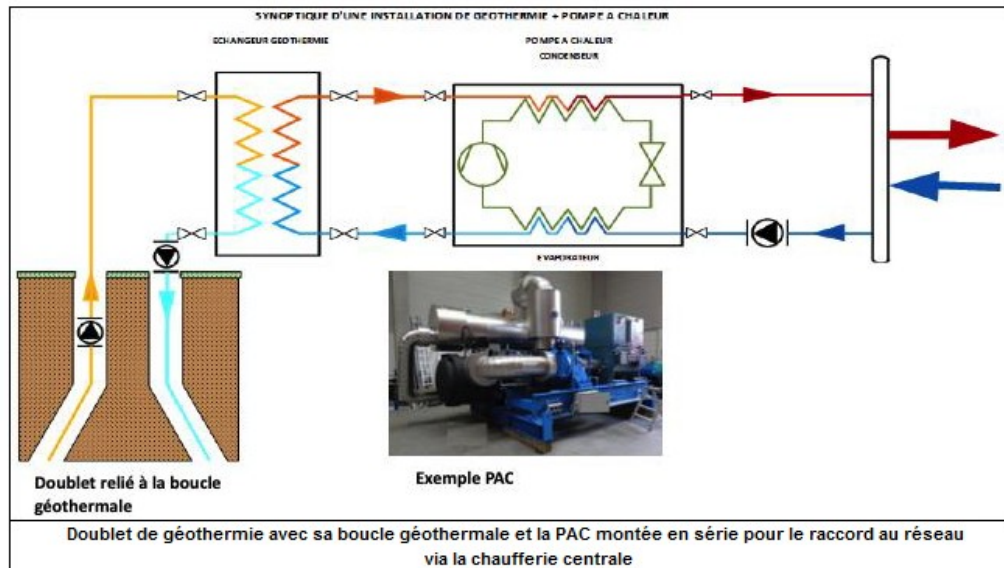 SYNOPTIQUE D'UNE INSTALLATION DE GEOTHERMIE + POMPE A CHALEUR
ECHANGEUR GEOTHERMIE
POMPE A CHALEUR
CONDENSEUR
EVAPORATEUR
Doublet relié à la boucle
géothermale
Exemple PAC
Doublet de géothermie avec sa boucle géothermale et la PAC montée en série pour le raccord au réseau
via la chaufferie centrale